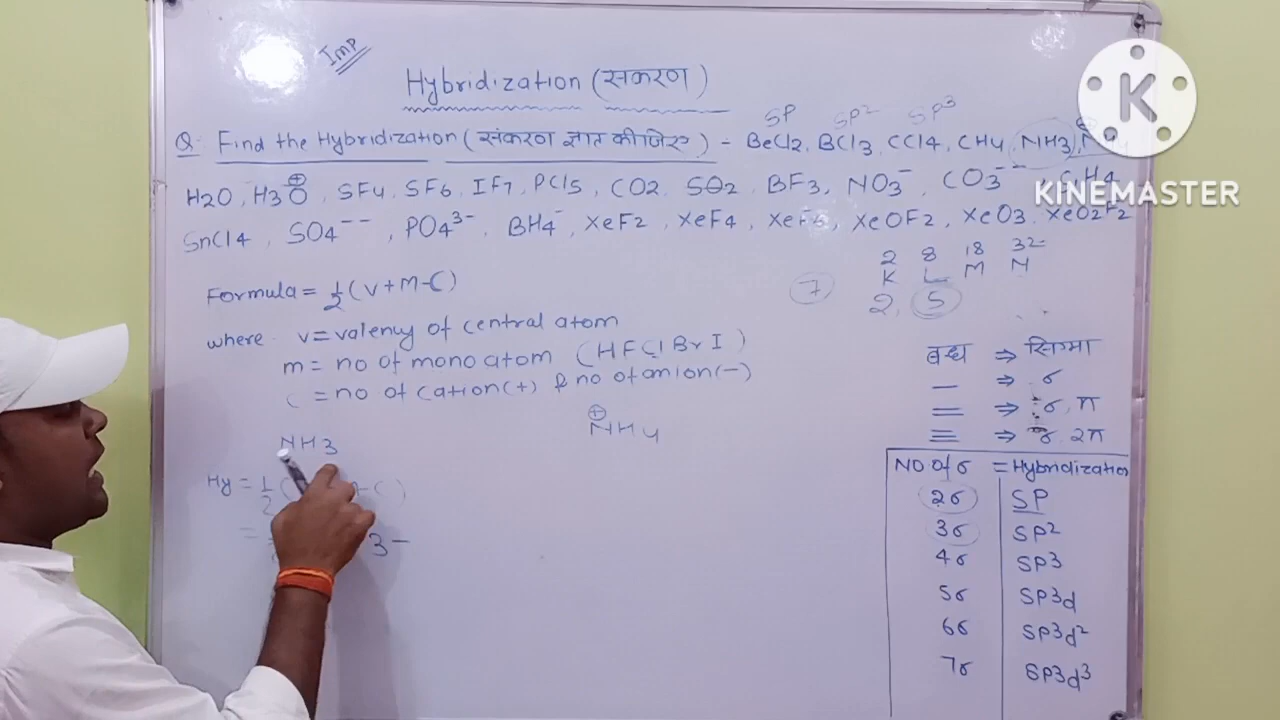 Imp
Hybridization (संकरण)
SP SP² SP³
Q. Find the Hybridization (संकरण ज्ञात कीजिए) - BeCl2, BCl3, CCl4, CH4, NH3,
H2O, H3O⊕, SF4, SF6, IF7, PCl5, CO2, SO2, BF3, NO3⁻, CO3⁻⁻
SnCl4, SO4⁻⁻, PO4³⁻, BH4⁻, XeF2, XeF4, XeF6, XeOF2, XeO3, XeO2F2
K
KINEMASTER
2 8 18 32
K L M N
7 2, 5
Formula = ½(V+M-C)
where v=valency of central atom
m = no of mono atom (HFClBrI)
C = no of cation(+) & no of anion(-)
NH3
⊕
NH4
Hy = ½(
3-
बन्ध ⇒ सिग्मा
— ⇒ σ
= ⇒ σ, π
≡ ⇒ σ, 2π
NO of σ = Hybridization
2σ SP
3σ SP²
4σ SP3
5σ SP³d
6σ SP3d²
7σ SP3d³